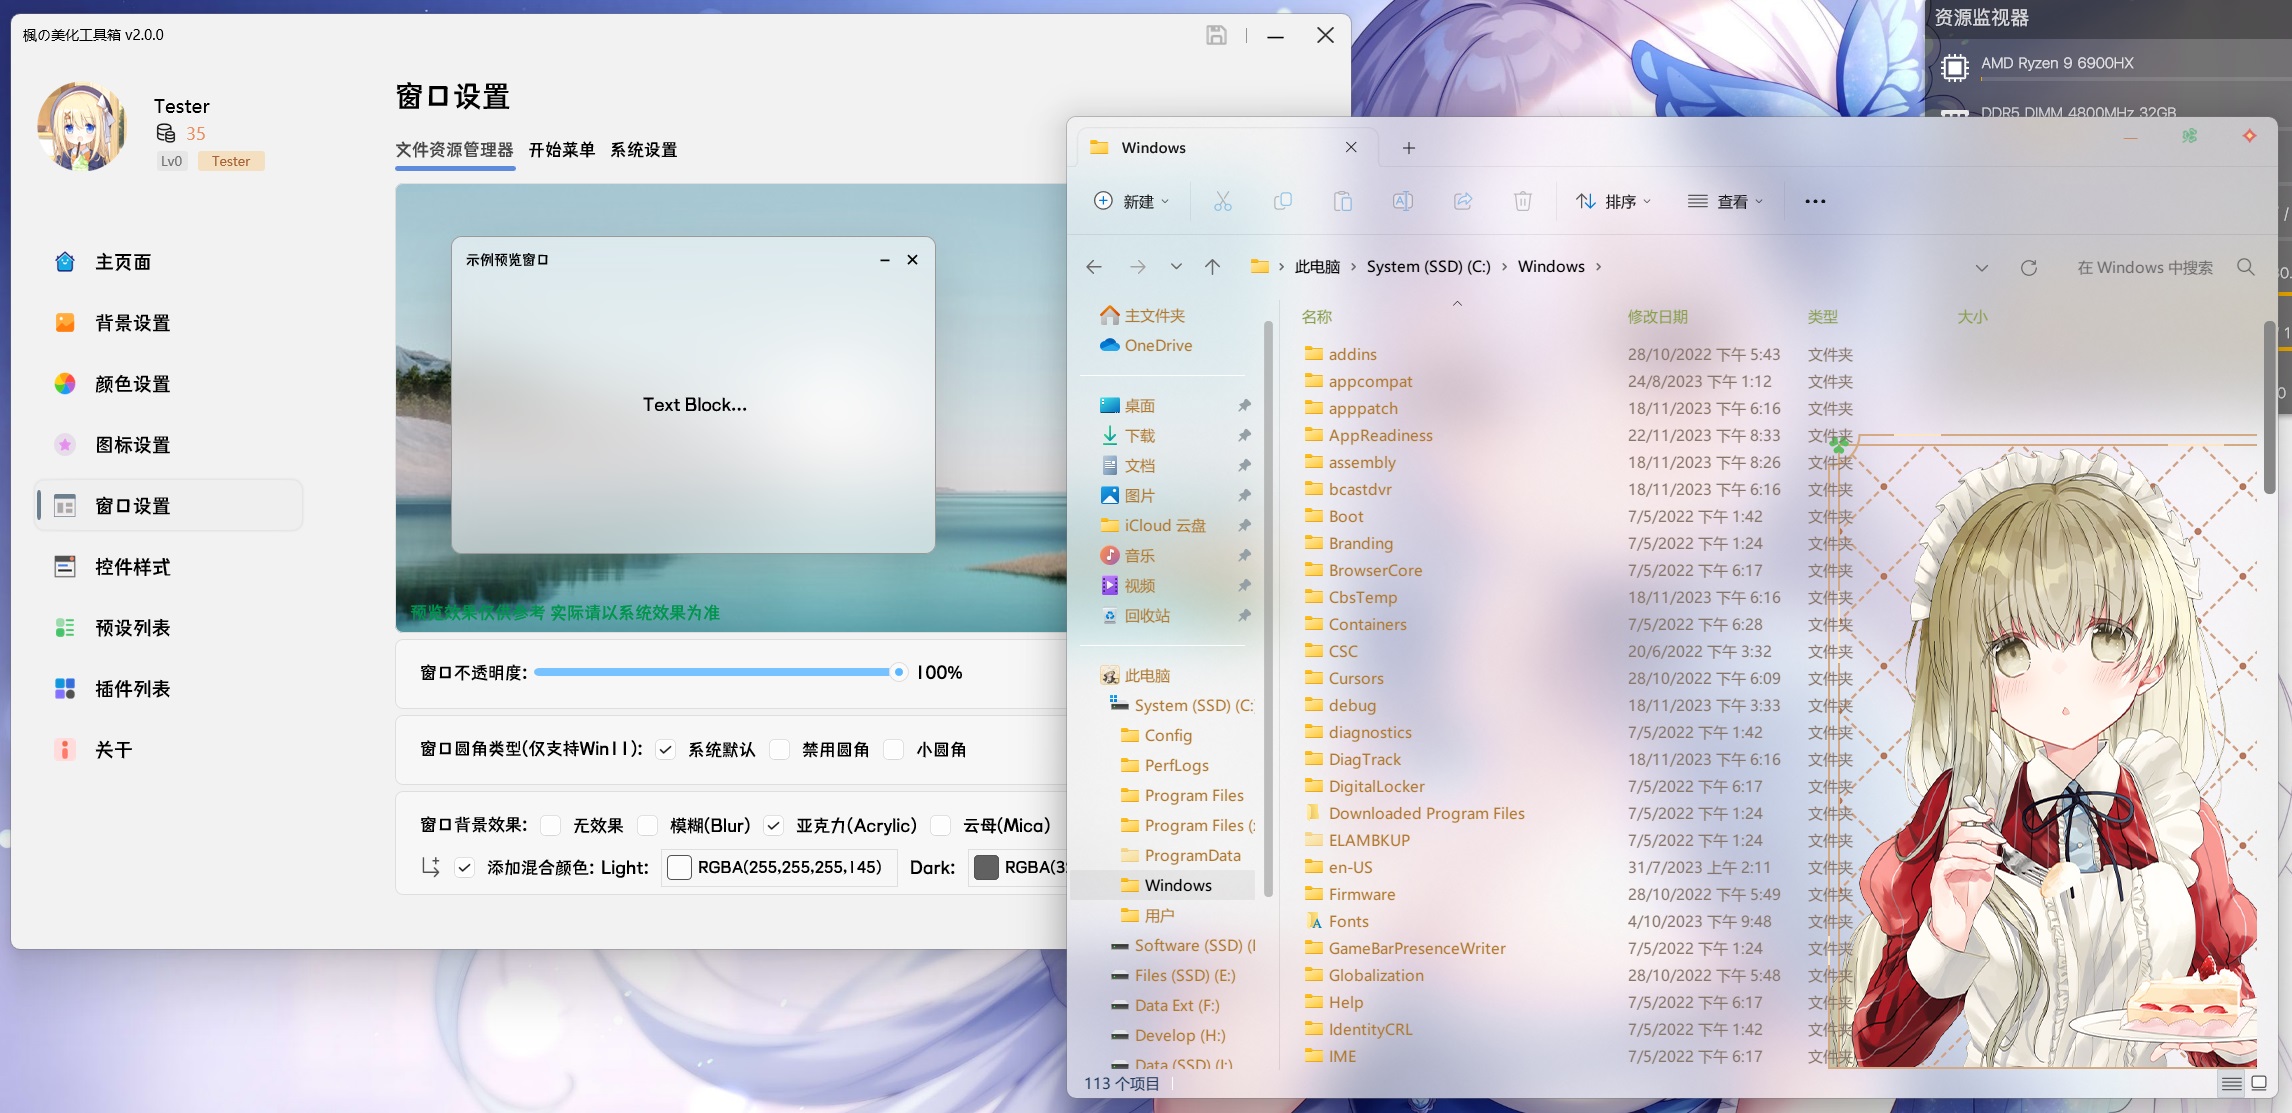 楓の美化工具箱 v2.0.0
Tester
35
Lv0 Tester
主页面
背景设置
颜色设置
图标设置
窗口设置
控件样式
预设列表
插件列表
关于
窗口设置
文件资源管理器 开始菜单 系统设置
示例预览窗口
Text Block...
预览效果仅供参考 实际请以系统效果为准
窗口不透明度: 100%
窗口圆角类型(仅支持Win11): 系统默认 禁用圆角 小圆角
窗口背景效果: 无效果 模糊(Blur) 亚克力(Acrylic) 云母(Mica)
添加混合颜色: Light: RGBA(255,255,255,145) Dark: RGBA(3
资源监视器
AMD Ryzen 9 6900HX
DDR5 DIMM 4800MHz 32GB
Windows
新建 排序 查看
此电脑 › System (SSD) (C:) › Windows ›
在 Windows 中搜索
主文件夹
OneDrive
桌面
下载
文档
图片
iCloud 云盘
音乐
视频
回收站
此电脑
System (SSD) (C:
Config
PerfLogs
Program Files
Program Files (
ProgramData
Windows
用户
Software (SSD) (
Files (SSD) (E:)
Data Ext (F:)
Develop (H:)
Data (SSD) (I:)
名称 修改日期 类型 大小
addins 28/10/2022 下午 5:43 文件夹
appcompat 24/8/2023 下午 1:12 文件夹
apppatch 18/11/2023 下午 6:16 文件夹
AppReadiness 22/11/2023 下午 8:33 文件夹
assembly 18/11/2023 下午 8:26 文件夹
bcastdvr 18/11/2023 下午 6:16 文件夹
Boot 7/5/2022 下午 1:42 文件夹
Branding 7/5/2022 下午 1:24 文件夹
BrowserCore 7/5/2022 下午 6:17 文件夹
CbsTemp 18/11/2023 下午 6:16 文件夹
Containers 7/5/2022 下午 6:28 文件夹
CSC 20/6/2022 下午 3:32 文件夹
Cursors 28/10/2022 下午 6:09 文件夹
debug 18/11/2023 下午 3:33 文件夹
diagnostics 7/5/2022 下午 1:42 文件夹
DiagTrack 18/11/2023 下午 6:16 文件夹
DigitalLocker 7/5/2022 下午 6:17 文件夹
Downloaded Program Files 7/5/2022 下午 1:24 文件夹
ELAMBKUP 7/5/2022 下午 1:24 文件夹
en-US 31/7/2023 上午 2:11 文件夹
Firmware 28/10/2022 下午 5:49 文件夹
Fonts 4/10/2023 下午 9:48 文件夹
GameBarPresenceWriter 7/5/2022 下午 1:24 文件夹
Globalization 28/10/2022 下午 5:48 文件夹
Help 7/5/2022 下午 6:17 文件夹
IdentityCRL 7/5/2022 下午 1:42 文件夹
IME 7/5/2022 下午 6:17 文件夹
113 个项目